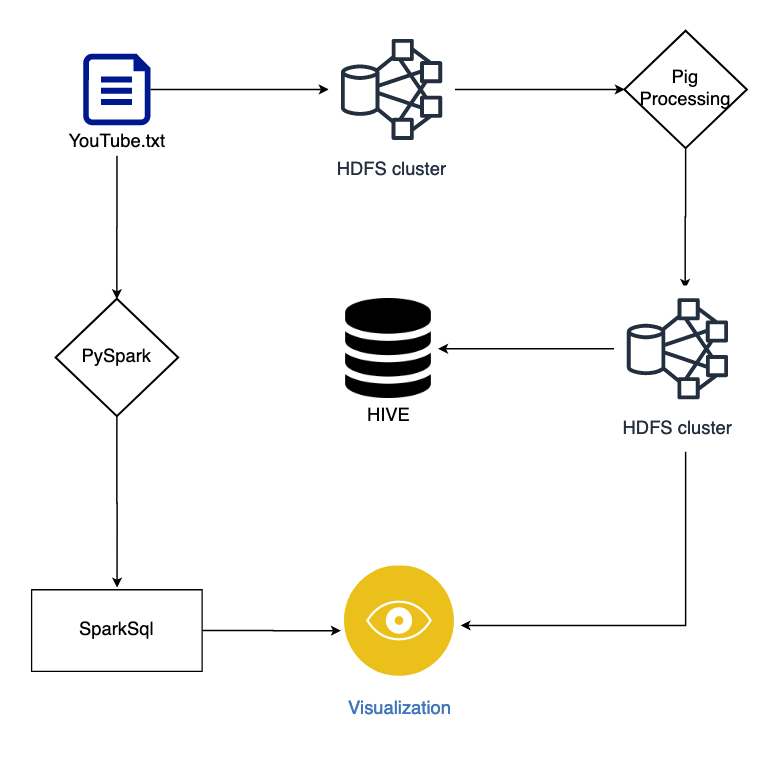 YouTube.txt
HDFS cluster
Pig
Processing
PySpark
HIVE
HDFS cluster
SparkSql
Visualization